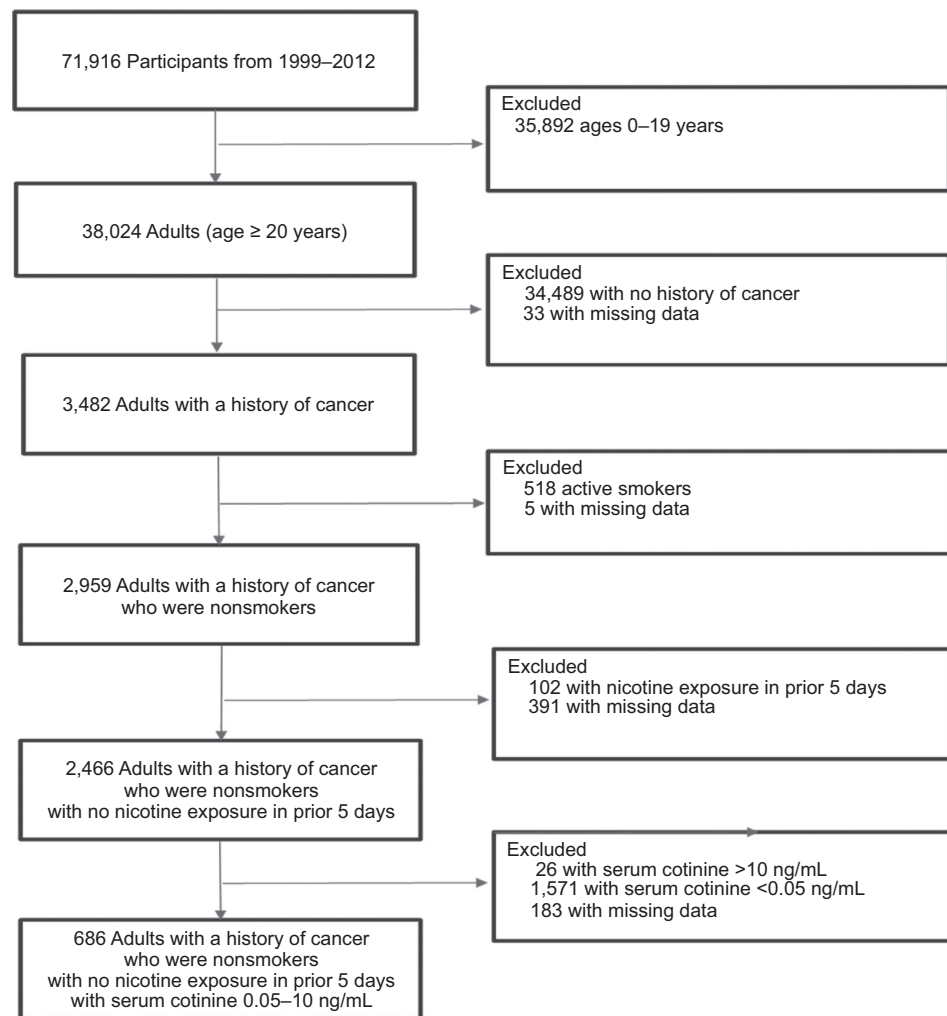 71,916 Participants from 1999–2012
Excluded
35,892 ages 0–19 years
38,024 Adults (age ≥ 20 years)
Excluded
34,489 with no history of cancer
33 with missing data
3,482 Adults with a history of cancer
Excluded
518 active smokers
5 with missing data
2,959 Adults with a history of cancer
who were nonsmokers
Excluded
102 with nicotine exposure in prior 5 days
391 with missing data
2,466 Adults with a history of cancer
who were nonsmokers
with no nicotine exposure in prior 5 days
Excluded
26 with serum cotinine >10 ng/mL
1,571 with serum cotinine <0.05 ng/mL
183 with missing data
686 Adults with a history of cancer
who were nonsmokers
with no nicotine exposure in prior 5 days
with serum cotinine 0.05–10 ng/mL